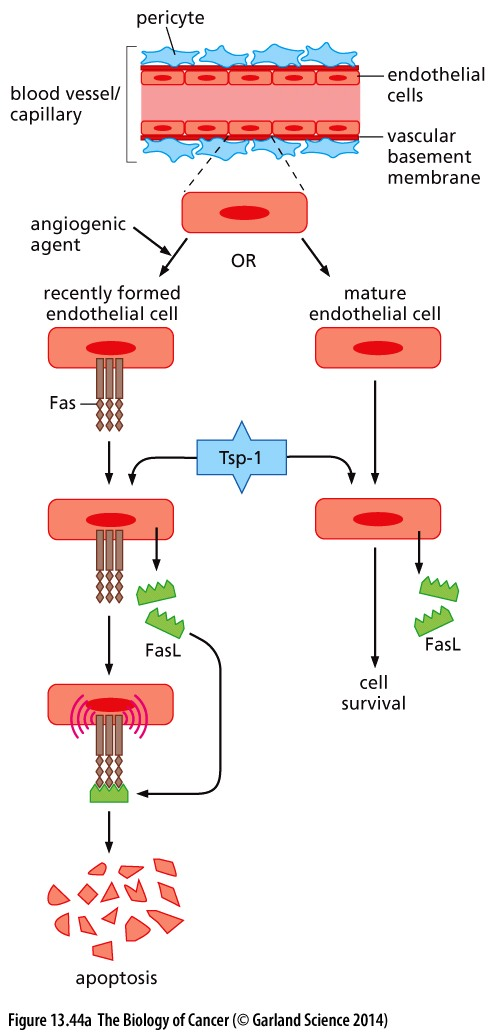 pericyte
blood vessel/
capillary
endothelial
cells
vascular
basement
membrane
angiogenic
agent
OR
recently formed
endothelial cell
mature
endothelial cell
Fas
Tsp-1
FasL
FasL
cell
survival
apoptosis
Figure 13.44a The Biology of Cancer (© Garland Science 2014)